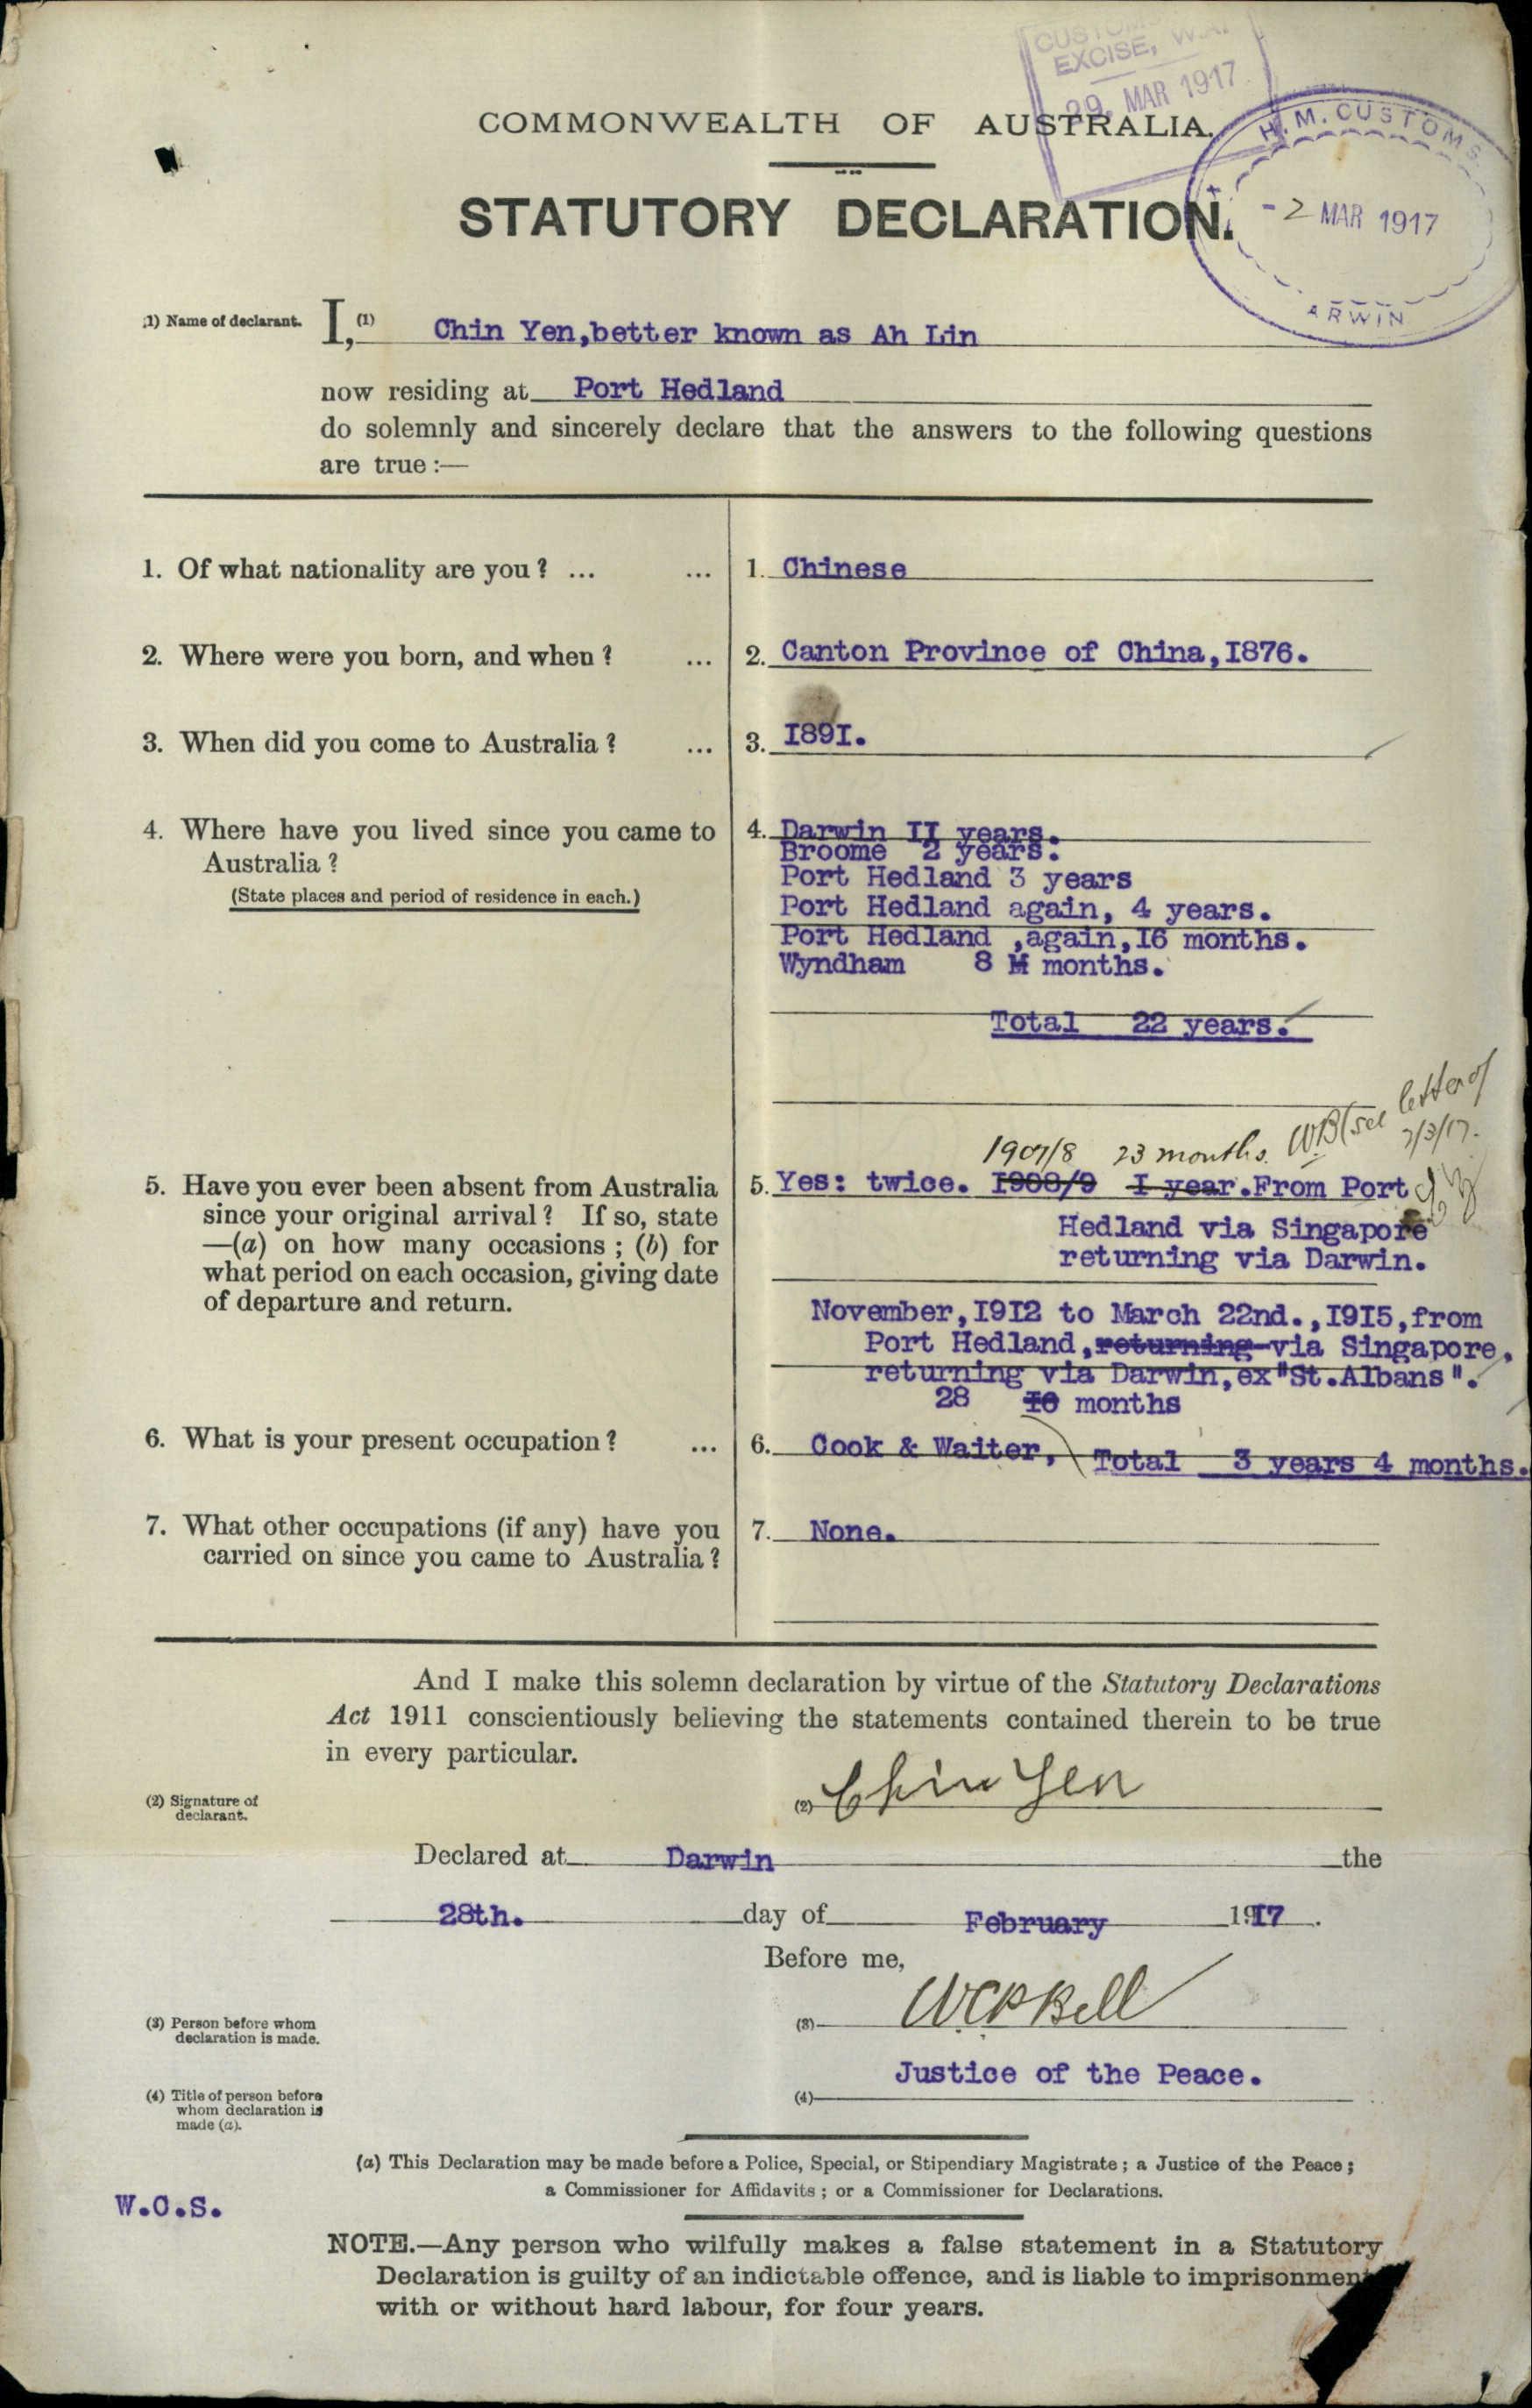 CUSTOMS
EXCISE, W.A.
29. MAR 1917
H.M. CUSTOMS
-2 MAR 1917
ARWIN
COMMONWEALTH OF AUSTRALIA.
STATUTORY DECLARATION.
(1) Name of declarant.
I, (1) Chin Yen,better known as Ah Lin
now residing at Port Hedland
do solemnly and sincerely declare that the answers to the following questions
are true :—
1. Of what nationality are you ? ... ...
1. Chinese
2. Where were you born, and when ? ...
2. Canton Province of China,I876.
3. When did you come to Australia ? ...
3. I89I.
4. Where have you lived since you came to
Australia ?
(State places and period of residence in each.)
4. Darwin II years.
Broome 2 years.
Port Hedland 3 years
Port Hedland again, 4 years.
Port Hedland ,again,I6 months.
Wyndham 8 M months.
Total 22 years.
1907/8 23 months. WB (see letter of
7/3/17.
5. Have you ever been absent from Australia
since your original arrival ? If so, state
—(a) on how many occasions ; (b) for
what period on each occasion, giving date
of departure and return.
5. Yes: twice. I908/9 I year.From Port
Hedland via Singapore
returning via Darwin.
November,I9I2 to March 22nd.,I9I5,from
Port Hedland,returning via Singapore,
returning via Darwin,ex"St.Albans".
28 I0 months
6. What is your present occupation ? ...
6. Cook & Waiter, Total 3 years 4 months.
7. What other occupations (if any) have you
carried on since you came to Australia ?
7. None.
And I make this solemn declaration by virtue of the Statutory Declarations
Act 1911 conscientiously believing the statements contained therein to be true
in every particular.
(2) Signature of
declarant.
(2) Chin Yen
Declared at Darwin the
28th. day of February 19I7 .
Before me,
(3) Person before whom
declaration is made.
(3) WCPBell
(4) Title of person before
whom declaration is
made (a).
(4) Justice of the Peace.
(a) This Declaration may be made before a Police, Special, or Stipendiary Magistrate ; a Justice of the Peace ;
a Commissioner for Affidavits ; or a Commissioner for Declarations.
W.C.S.
NOTE.—Any person who wilfully makes a false statement in a Statutory
Declaration is guilty of an indictable offence, and is liable to imprisonment
with or without hard labour, for four years.